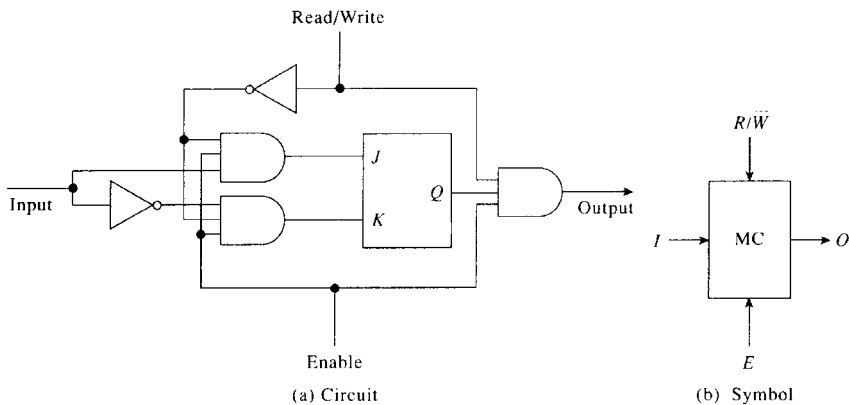 Read/Write
R/W̅
J
Input
Q
Output
K
I
MC
O
Enable
E
(a) Circuit
(b) Symbol